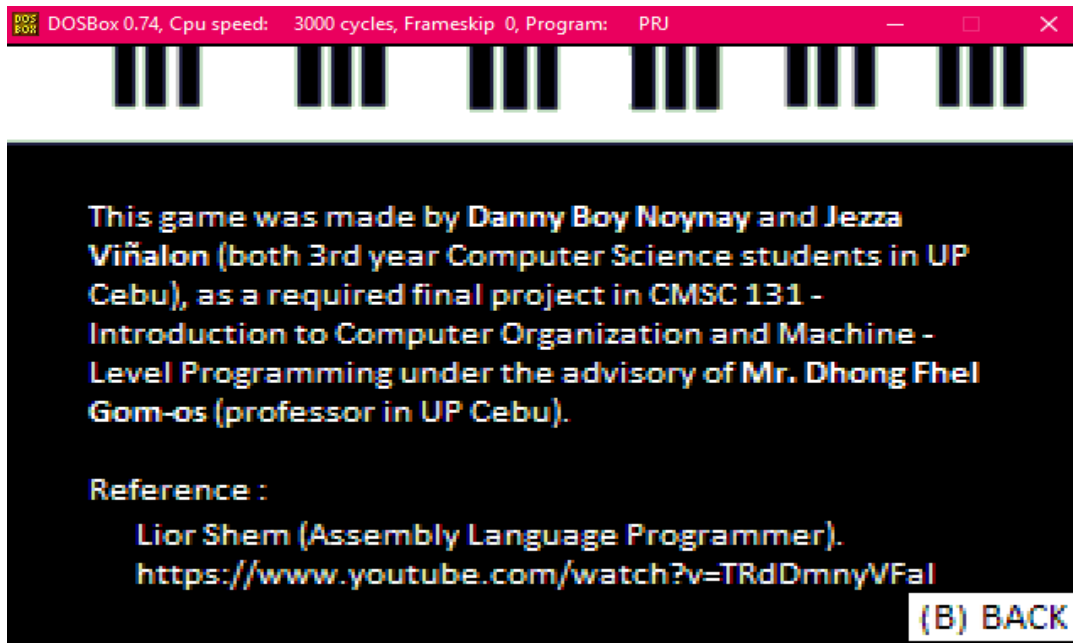 DOSBox 0.74, Cpu speed: 3000 cycles, Frameskip 0, Program: PRJ
This game was made by Danny Boy Noynay and Jezza
Viñalon (both 3rd year Computer Science students in UP
Cebu), as a required final project in CMSC 131 -
Introduction to Computer Organization and Machine -
Level Programming under the advisory of Mr. Dhong Fhel
Gom-os (professor in UP Cebu).
Reference :
Lior Shem (Assembly Language Programmer).
https://www.youtube.com/watch?v=TRdDmnyVFaI
(B) BACK